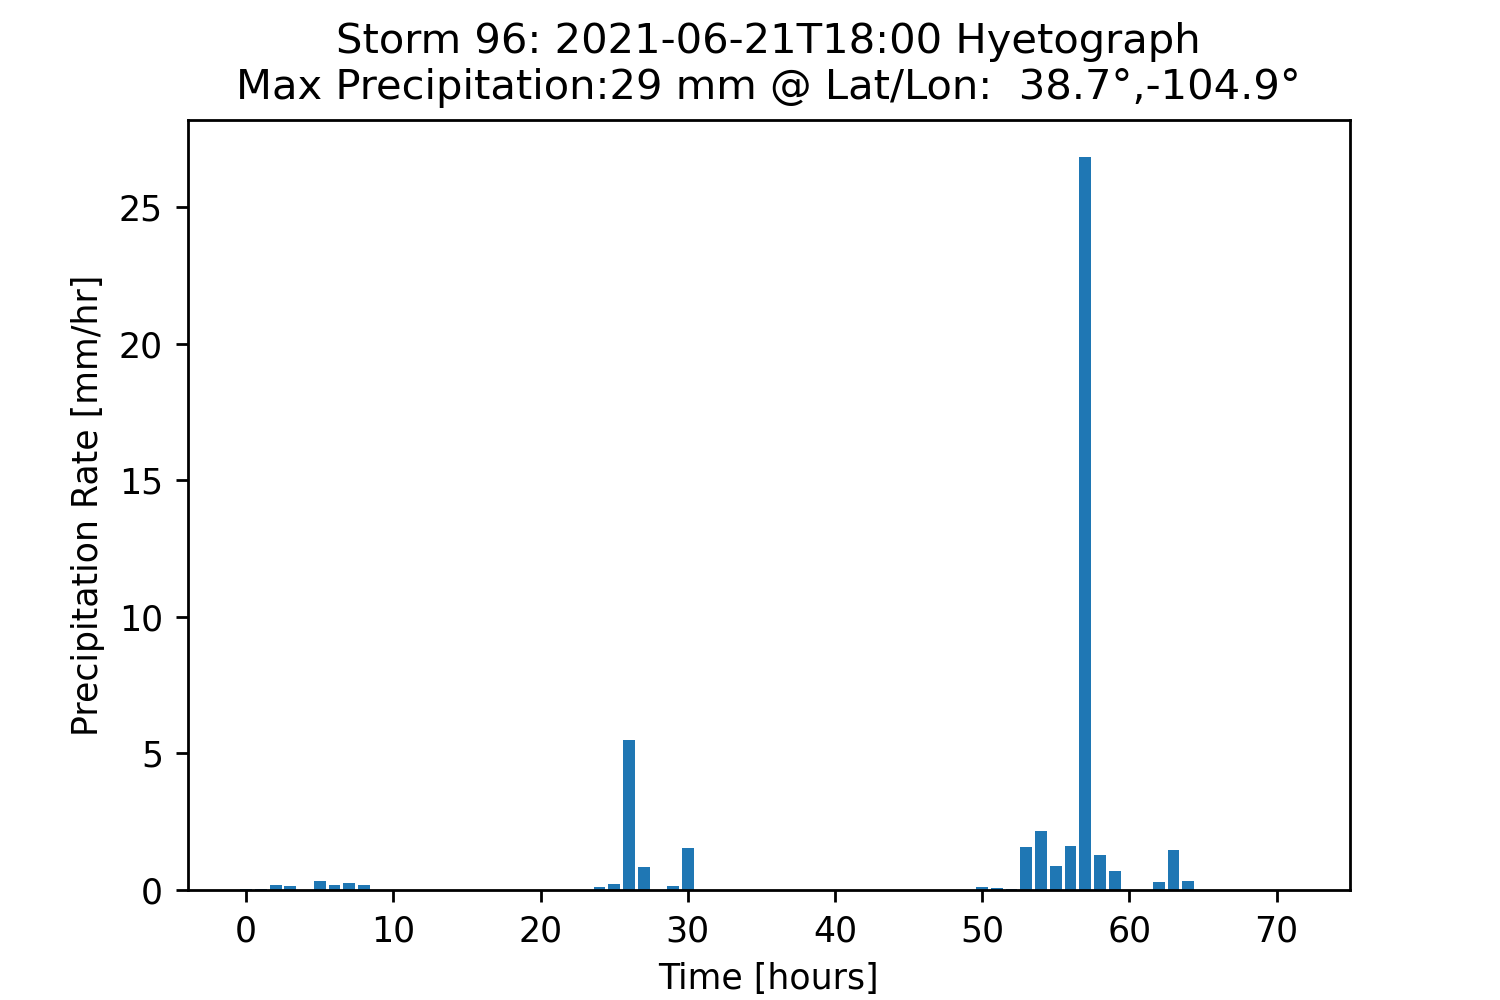 Storm 96: 2021-06-21T18:00 Hyetograph
Max Precipitation:29 mm @ Lat/Lon:  38.7°,-104.9°
Precipitation Rate [mm/hr]
25
20
15
10
5
0
0 10 20 30 40 50 60 70
Time [hours]